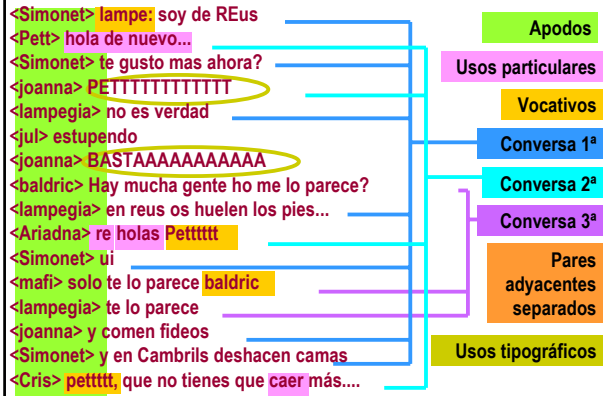 <Simonet> lampe: soy de REus
<Pett> hola de nuevo...
<Simonet> te gusto mas ahora?
<joanna> PETTTTTTTTTTTT
<lampegia> no es verdad
<jul> estupendo
<joanna> BASTAAAAAAAAAAA
<baldric> Hay mucha gente ho me lo parece?
<lampegia> en reus os huelen los pies...
<Ariadna> re holas Petttttt
<Simonet> ui
<mafi> solo te lo parece baldric
<lampegia> te lo parece
<joanna> y comen fideos
<Simonet> y en Cambrils deshacen camas
<Cris> pettttt, que no tienes que caer más....
Apodos
Usos particulares
Vocativos
Conversa 1ª
Conversa 2ª
Conversa 3ª
Pares
adyacentes
separados
Usos tipográficos